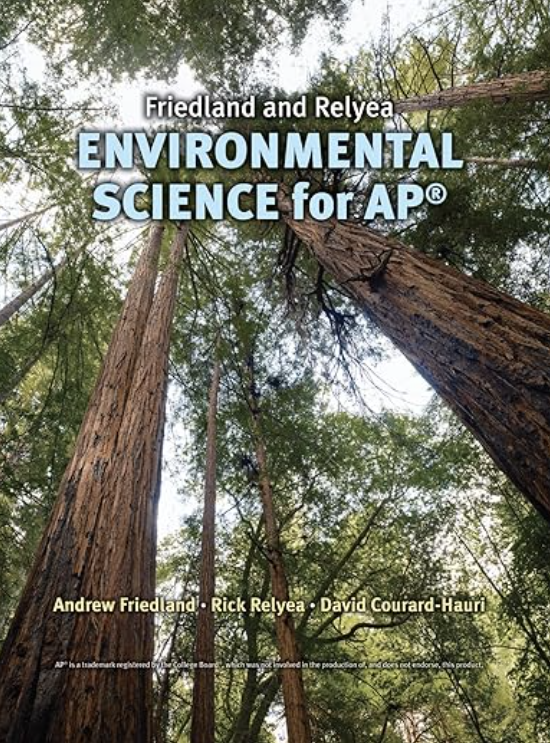 Friedland and Relyea
ENVIRONMENTAL
SCIENCE for AP®
Andrew Friedland • Rick Relyea • David Courard-Hauri
AP® is a trademark registered by the College Board®, which was not involved in the production of, and does not endorse, this product.